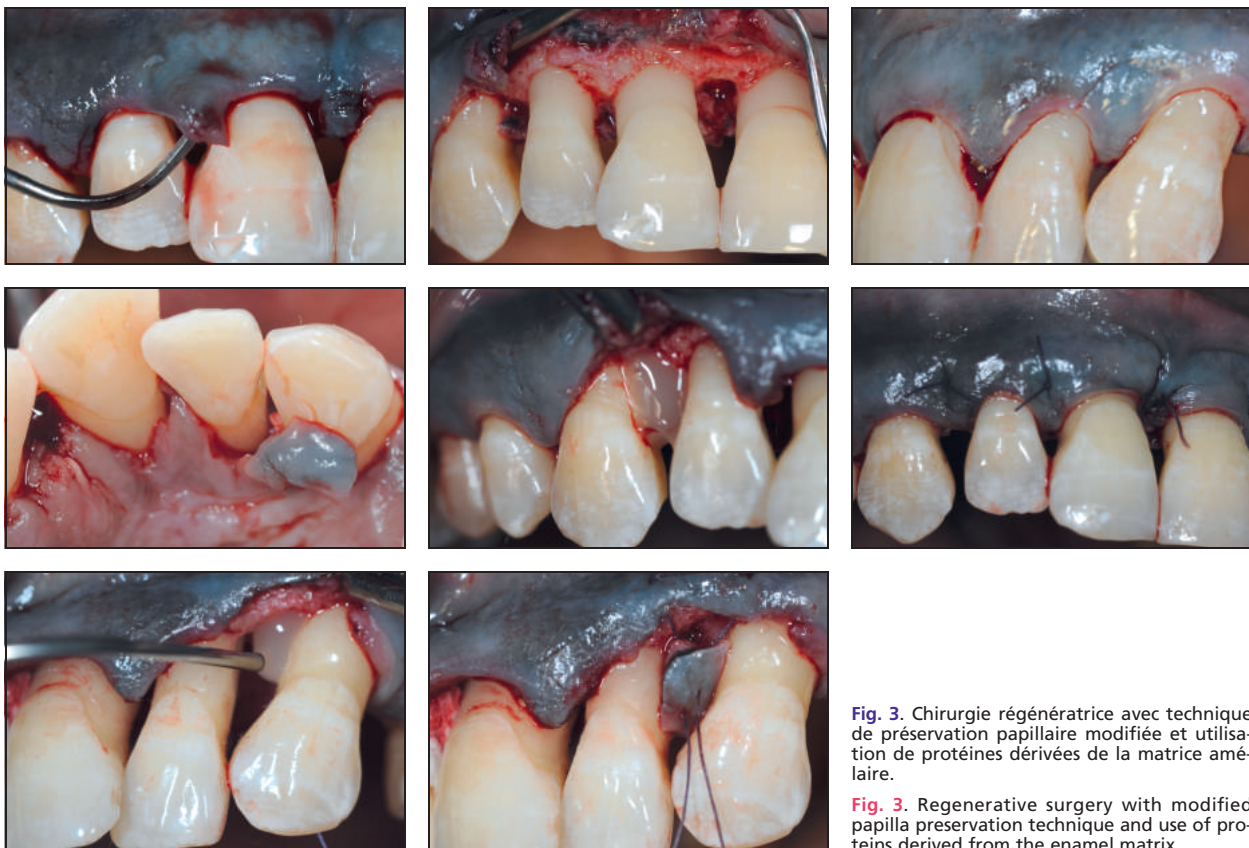 Fig. 3. Chirurgie régénératrice avec technique
de préservation papillaire modifiée et utilisa-
tion de protéines dérivées de la matrice amé-
laire.
Fig. 3. Regenerative surgery with modified
papilla preservation technique and use of pro-
teins derived from the enamel matrix.